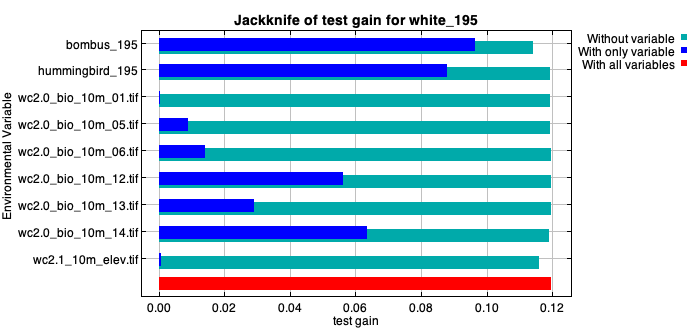 Jackknife of test gain for white_195
Without variable
With only variable
With all variables
Environmental Variable
bombus_195
hummingbird_195
wc2.0_bio_10m_01.tif
wc2.0_bio_10m_05.tif
wc2.0_bio_10m_06.tif
wc2.0_bio_10m_12.tif
wc2.0_bio_10m_13.tif
wc2.0_bio_10m_14.tif
wc2.1_10m_elev.tif
0.00 0.02 0.04 0.06 0.08 0.10 0.12
test gain